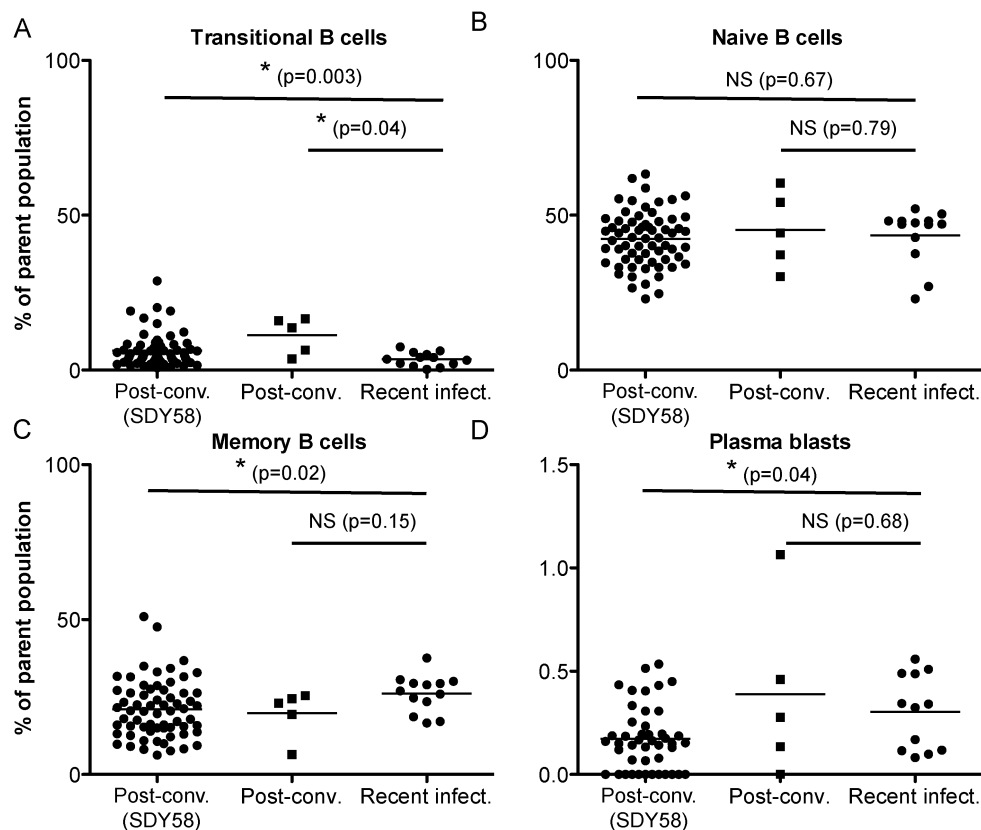 A
Transitional B cells
* (p=0.003)
* (p=0.04)
% of parent population
100
50
0
Post-conv.
(SDY58)
Post-conv.
Recent infect.
B
Naive B cells
NS (p=0.67)
NS (p=0.79)
100
50
0
Post-conv.
(SDY58)
Post-conv.
Recent infect.
C
Memory B cells
* (p=0.02)
NS (p=0.15)
% of parent population
100
50
0
Post-conv.
(SDY58)
Post-conv.
Recent infect.
D
Plasma blasts
* (p=0.04)
NS (p=0.68)
1.5
1.0
0.5
0.0
Post-conv.
(SDY58)
Post-conv.
Recent infect.